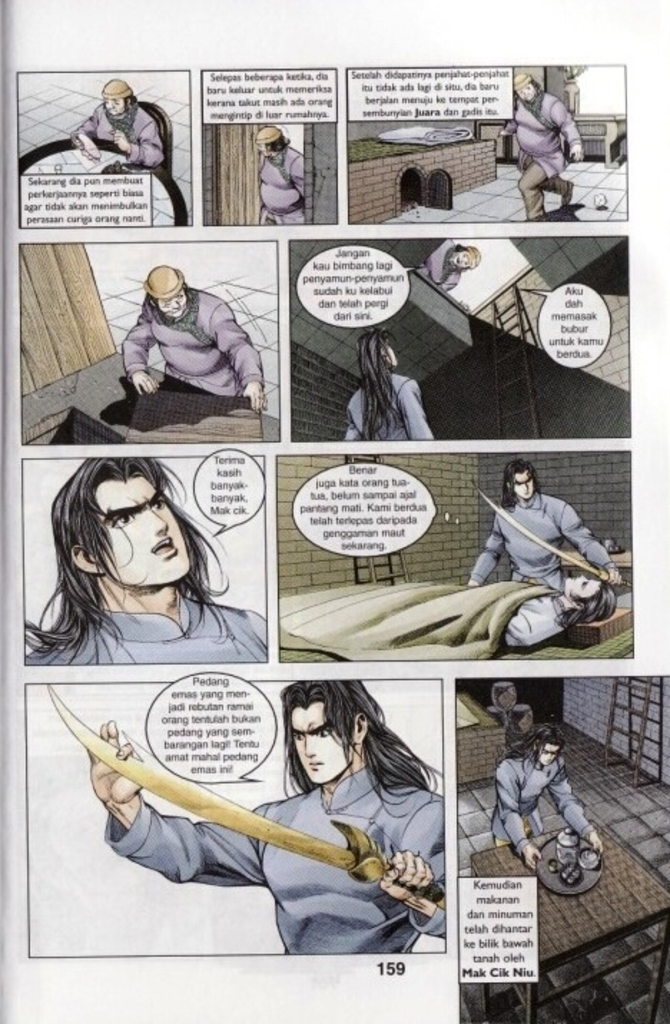 Sekarang dia pun membuat
perkerjaannya seperti biasa
agar tidak akan menimbulkan
perasaan curiga orang nanti.
Selepas beberapa ketika, dia
baru keluar untuk memeriksa
kerana takut masih ada orang
mengintip di luar rumahnya.
Setelah didapatinya penjahat-penjahat
itu tidak ada lagi di situ, dia baru
berjalan menuju ke tempat per-
sembunyian Juara dan gadis itu.
Jangan
kau bimbang lagi
penyamun-penyamun
sudah ku kelabui
dan telah pergi
dari sini.
Aku
dah
memasak
bubur
untuk kamu
berdua.
Terima
kasih
banyak-
banyak,
Mak cik.
Benar
juga kata orang tua-
tua, belum sampai ajal
pantang mati. Kami berdua
telah terlepas daripada
genggaman maut
sekarang.
Pedang
emas yang men-
jadi rebutan ramai
orang tentulah bukan
pedang yang sem-
barangan lagi! Tentu
amat mahal pedang
emas ini!
Kemudian
makanan
dan minuman
telah dihantar
ke bilik bawah
tanah oleh
Mak Cik Niu.
159